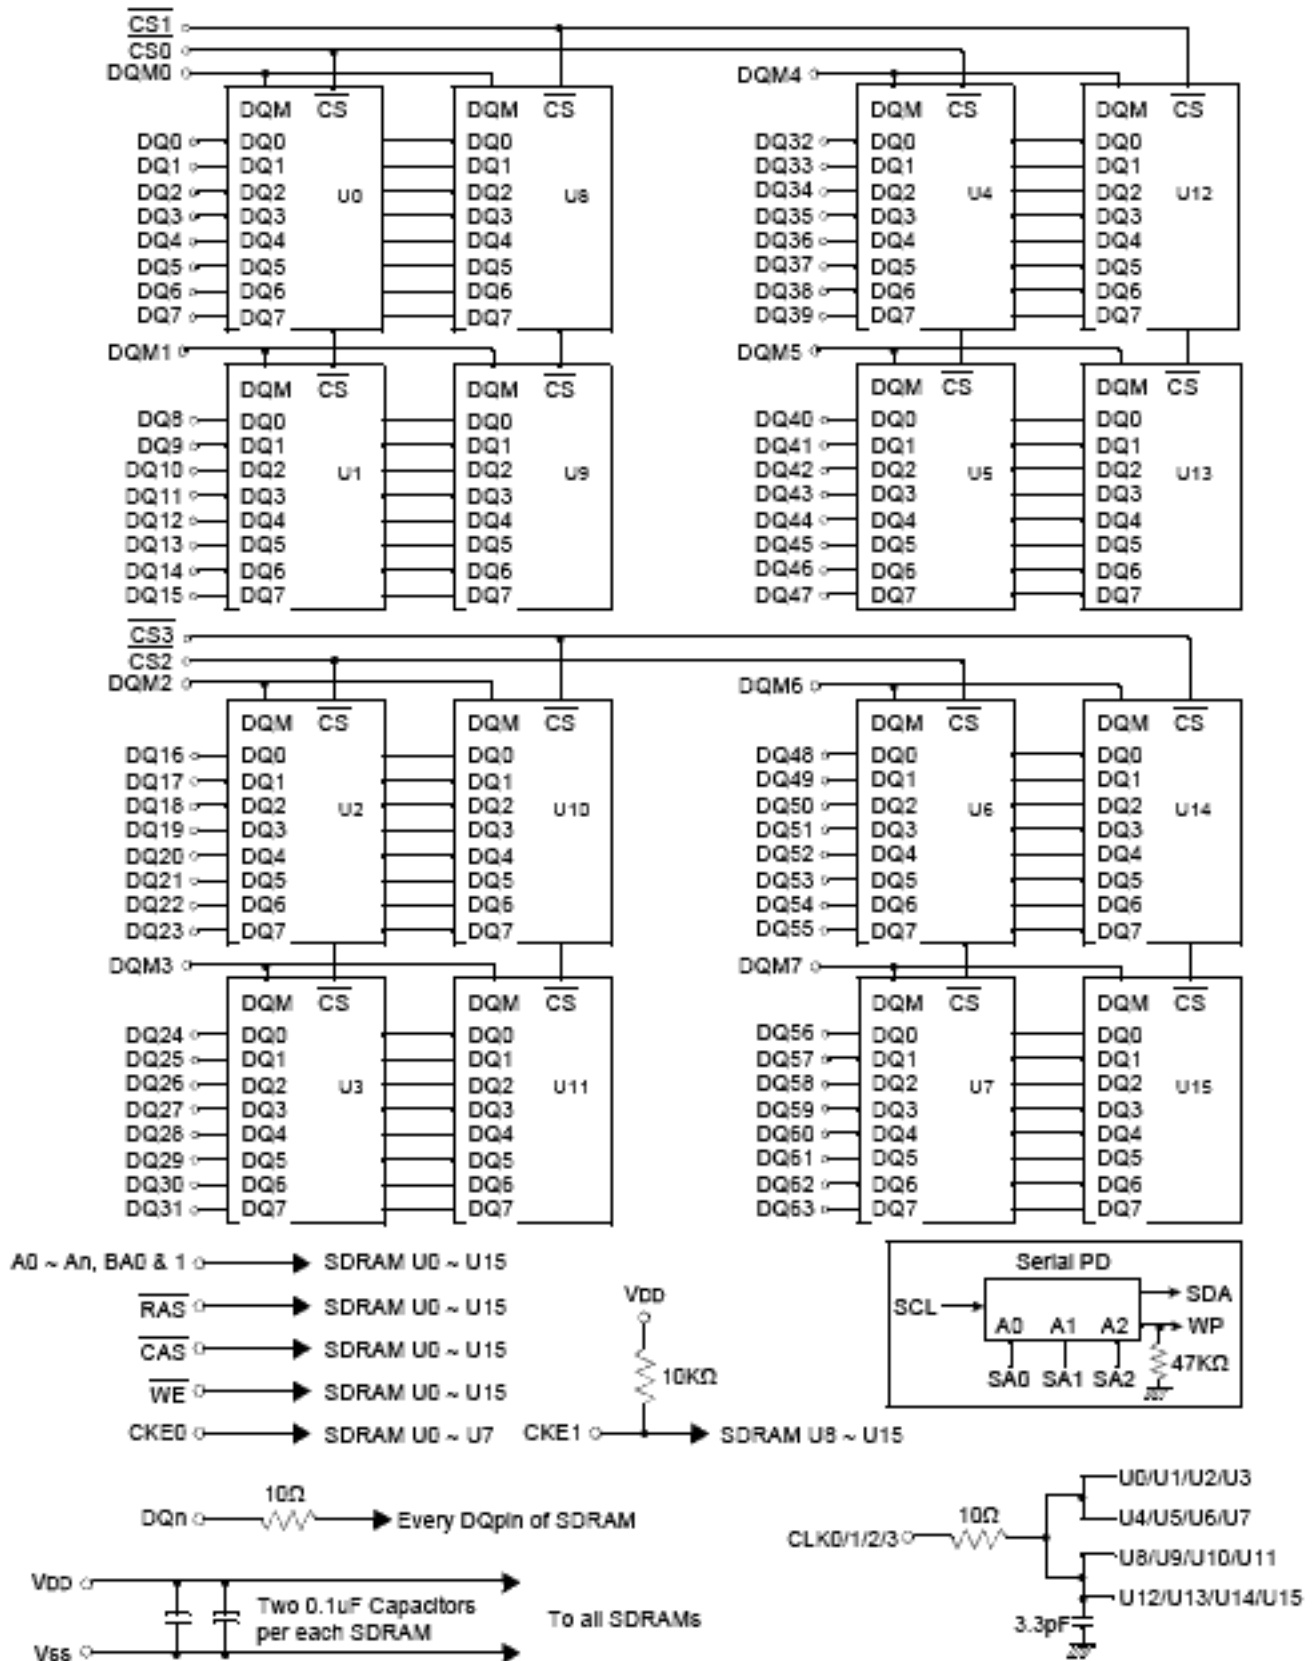 CS1
CS0
DQM0
DQM4
DQM CS DQM CS DQM CS DQM CS
DQ0 DQ0 DQ0 DQ32 DQ0 DQ0
DQ1 DQ1 DQ1 DQ33 DQ1 DQ1
DQ2 DQ2 U0 DQ2 U8 DQ34 DQ2 U4 DQ2 U12
DQ3 DQ3 DQ3 DQ35 DQ3 DQ3
DQ4 DQ4 DQ4 DQ36 DQ4 DQ4
DQ5 DQ5 DQ5 DQ37 DQ5 DQ5
DQ6 DQ6 DQ6 DQ38 DQ6 DQ6
DQ7 DQ7 DQ7 DQ39 DQ7 DQ7
DQM1 DQM5
DQM CS DQM CS DQM CS DQM CS
DQ8 DQ0 DQ0 DQ40 DQ0 DQ0
DQ9 DQ1 DQ1 DQ41 DQ1 DQ1
DQ10 DQ2 U1 DQ2 U9 DQ42 DQ2 U5 DQ2 U13
DQ11 DQ3 DQ3 DQ43 DQ3 DQ3
DQ12 DQ4 DQ4 DQ44 DQ4 DQ4
DQ13 DQ5 DQ5 DQ45 DQ5 DQ5
DQ14 DQ6 DQ6 DQ46 DQ6 DQ6
DQ15 DQ7 DQ7 DQ47 DQ7 DQ7
CS3
CS2
DQM2 DQM6
DQM CS DQM CS DQM CS DQM CS
DQ16 DQ0 DQ0 DQ48 DQ0 DQ0
DQ17 DQ1 DQ1 DQ49 DQ1 DQ1
DQ18 DQ2 U2 DQ2 U10 DQ50 DQ2 U6 DQ2 U14
DQ19 DQ3 DQ3 DQ51 DQ3 DQ3
DQ20 DQ4 DQ4 DQ52 DQ4 DQ4
DQ21 DQ5 DQ5 DQ53 DQ5 DQ5
DQ22 DQ6 DQ6 DQ54 DQ6 DQ6
DQ23 DQ7 DQ7 DQ55 DQ7 DQ7
DQM3 DQM7
DQM CS DQM CS DQM CS DQM CS
DQ24 DQ0 DQ0 DQ56 DQ0 DQ0
DQ25 DQ1 DQ1 DQ57 DQ1 DQ1
DQ26 DQ2 U3 DQ2 U11 DQ58 DQ2 U7 DQ2 U15
DQ27 DQ3 DQ3 DQ59 DQ3 DQ3
DQ28 DQ4 DQ4 DQ60 DQ4 DQ4
DQ29 DQ5 DQ5 DQ61 DQ5 DQ5
DQ30 DQ6 DQ6 DQ62 DQ6 DQ6
DQ31 DQ7 DQ7 DQ63 DQ7 DQ7
A0 ~ An, BA0 & 1 SDRAM U0 ~ U15
RAS SDRAM U0 ~ U15
CAS SDRAM U0 ~ U15
WE SDRAM U0 ~ U15
CKE0 SDRAM U0 ~ U7
VDD
10KΩ
CKE1 SDRAM U8 ~ U15
Serial PD
SCL SDA
A0 A1 A2 WP
SA0 SA1 SA2 47KΩ
10Ω
DQn Every DQpin of SDRAM
VDD
Two 0.1uF Capacitors
per each SDRAM
To all SDRAMs
Vss
U0/U1/U2/U3
10Ω
U4/U5/U6/U7
CLK0/1/2/3
U8/U9/U10/U11
U12/U13/U14/U15
3.3pF